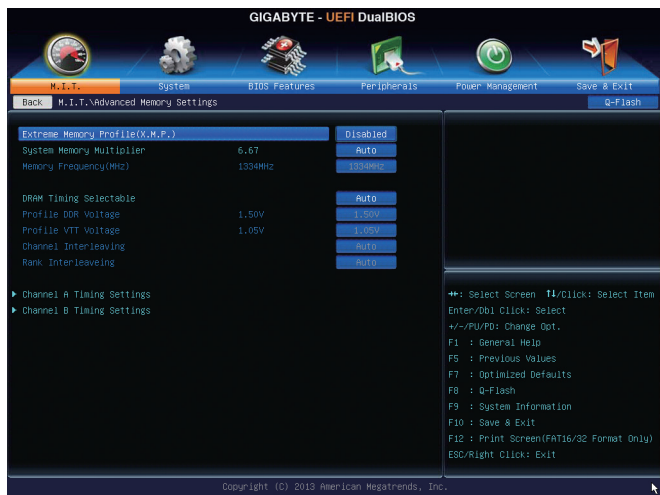 GIGABYTE - UEFI DualBIOS
M.I.T. System BIOS Features Peripherals Power Management Save & Exit
Back M.I.T.\Advanced Memory Settings Q-Flash
Extreme Memory Profile(X.M.P.) Disabled
System Memory Multiplier 6.67 Auto
Memory Frequency(MHz) 1334MHz 1334MHz
DRAM Timing Selectable Auto
Profile DDR Voltage 1.50V 1.50V
Profile VTT Voltage 1.05V 1.05V
Channel Interleaving Auto
Rank Interleaveing Auto
Channel A Timing Settings
Channel B Timing Settings
→←: Select Screen ↑↓/Click: Select Item
Enter/Dbl Click: Select
+/-/PU/PD: Change Opt.
F1 : General Help
F5 : Previous Values
F7 : Optimized Defaults
F8 : Q-Flash
F9 : System Information
F10 : Save & Exit
F12 : Print Screen(FAT16/32 Format Only)
ESC/Right Click: Exit
Copyright (C) 2013 American Megatrends, Inc.